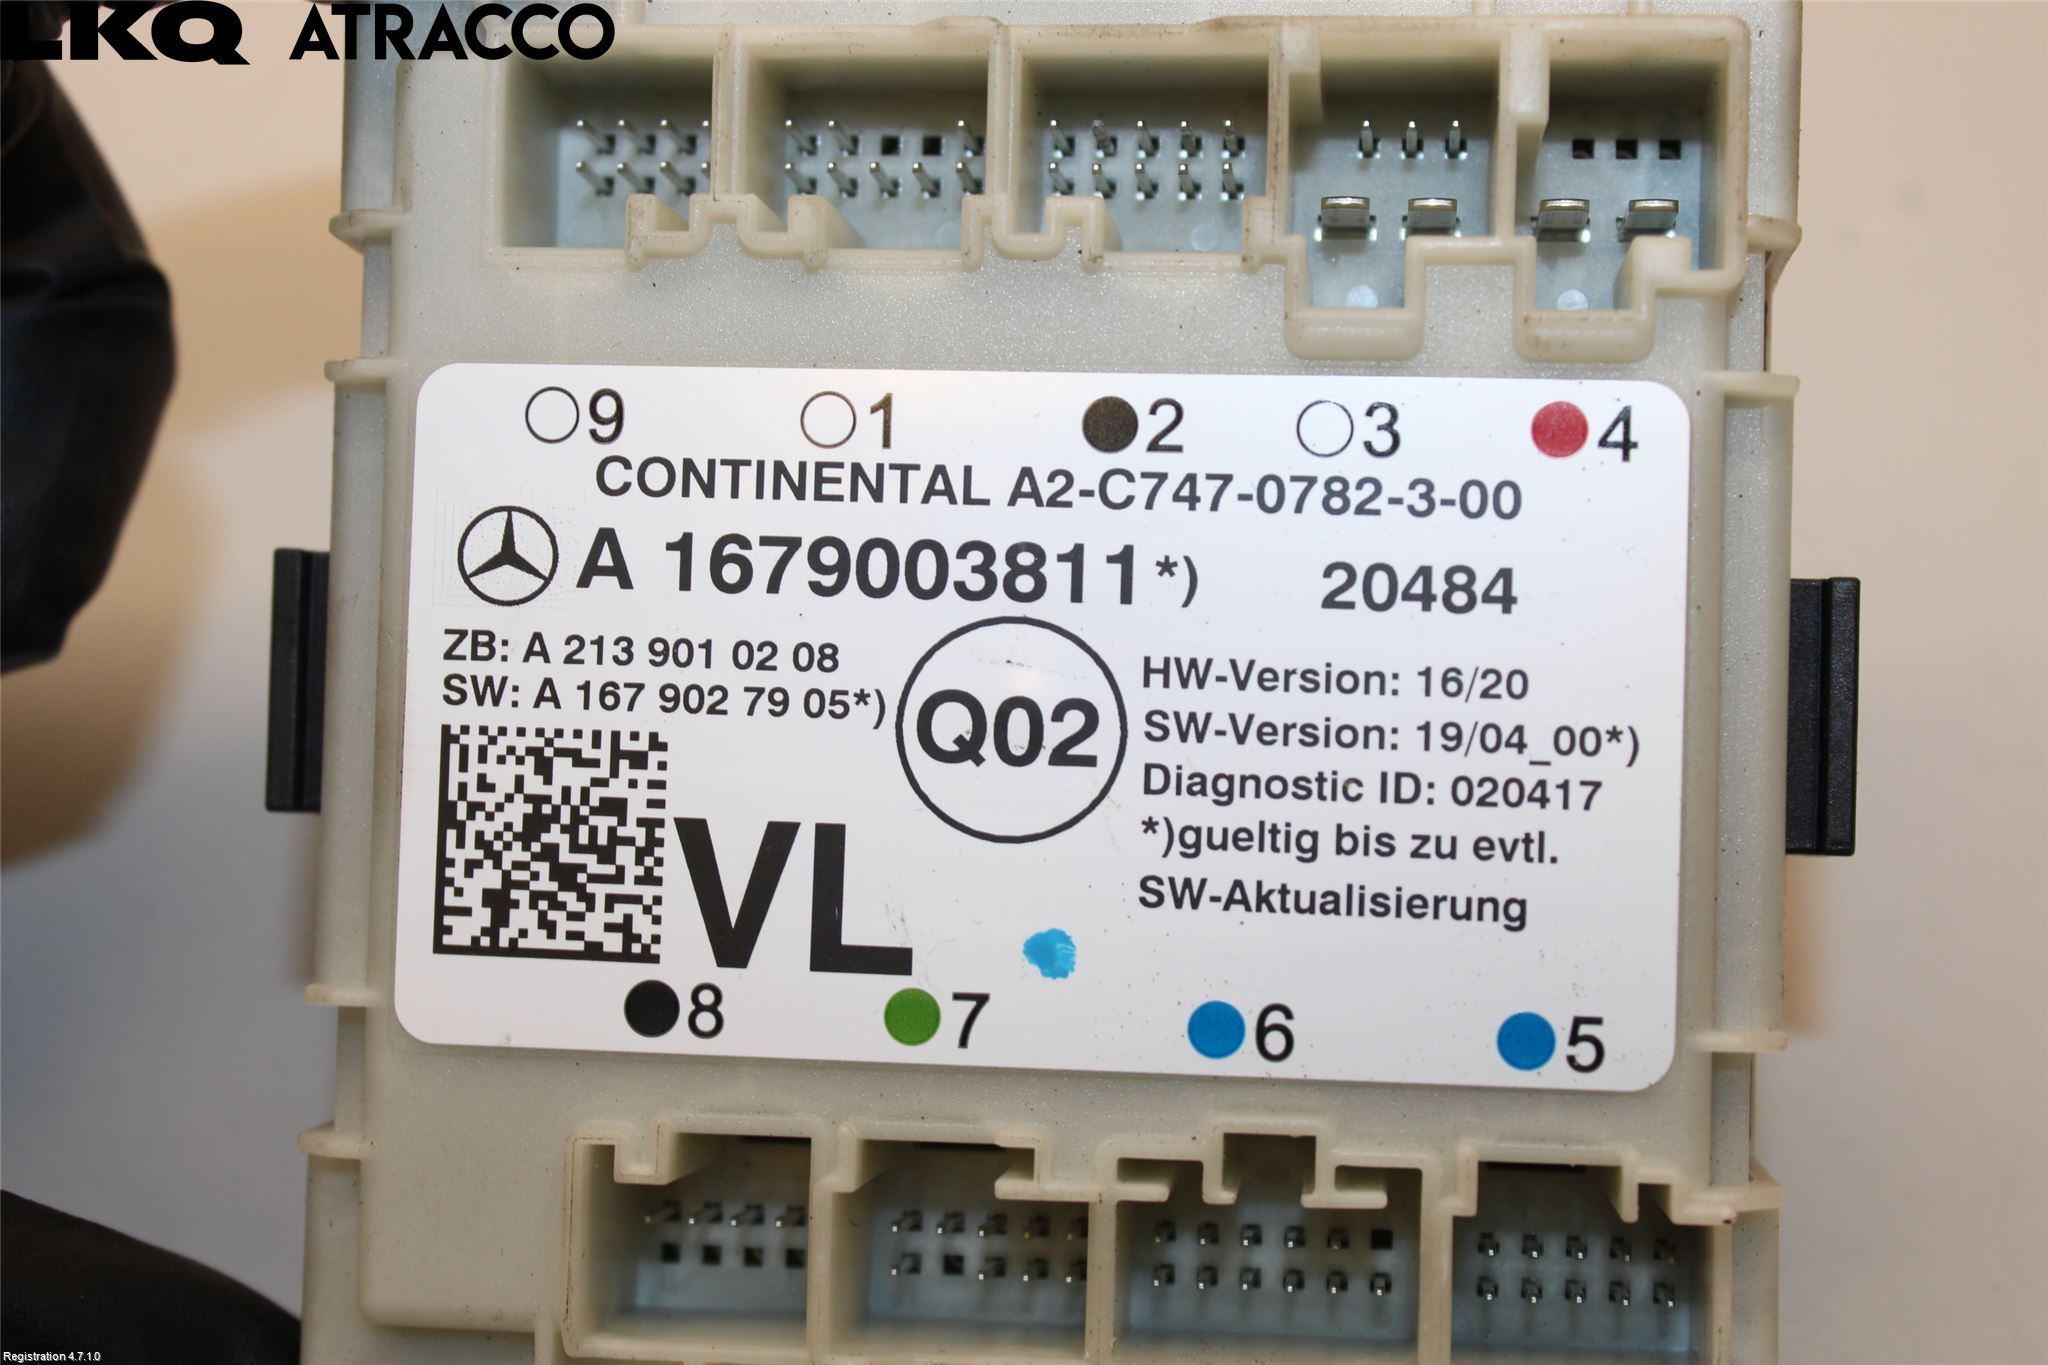 LKQ ATRACCO
9 1 2 3 4
CONTINENTAL A2-C747-0782-3-00
A 1679003811*) 20484
ZB: A 213 901 02 08
SW: A 167 902 79 05*)
Q02
HW-Version: 16/20
SW-Version: 19/04_00*)
Diagnostic ID: 020417
*)gueltig bis zu evtl.
SW-Aktualisierung
VL
8 7 6 5
Registration 4.7.1.0